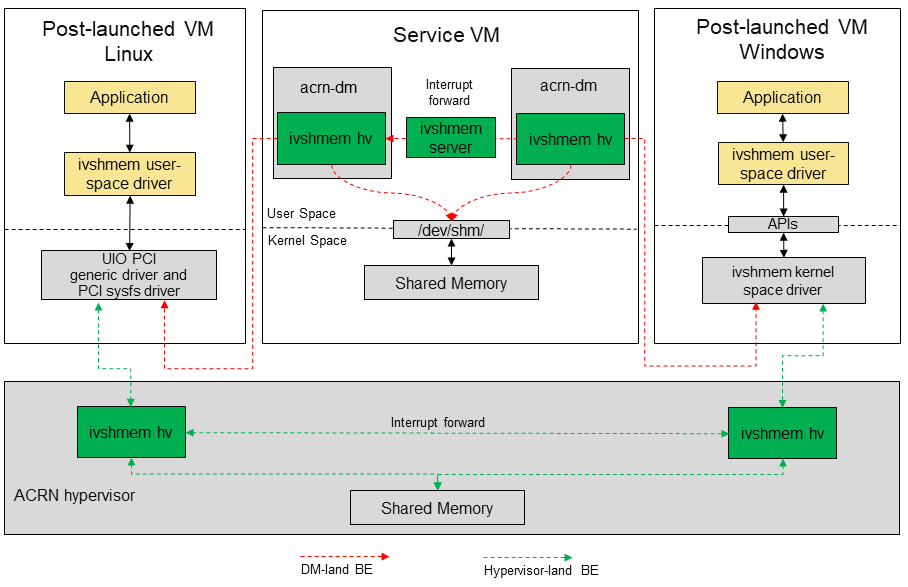 Post-launched VM
Linux
Application
ivshmem user-
space driver
UIO PCI
generic driver and
PCI sysfs driver
Service VM
acrn-dm
ivshmem hv
Interrupt
forward
ivshmem
server
acrn-dm
ivshmem hv
User Space
Kernel Space
/dev/shm/
Shared Memory
Post-launched VM
Windows
Application
ivshmem user-
space driver
APIs
ivshmem kernel
space driver
ivshmem hv
Interrupt forward
ivshmem hv
ACRN hypervisor
Shared Memory
DM-land BE
Hypervisor-land BE